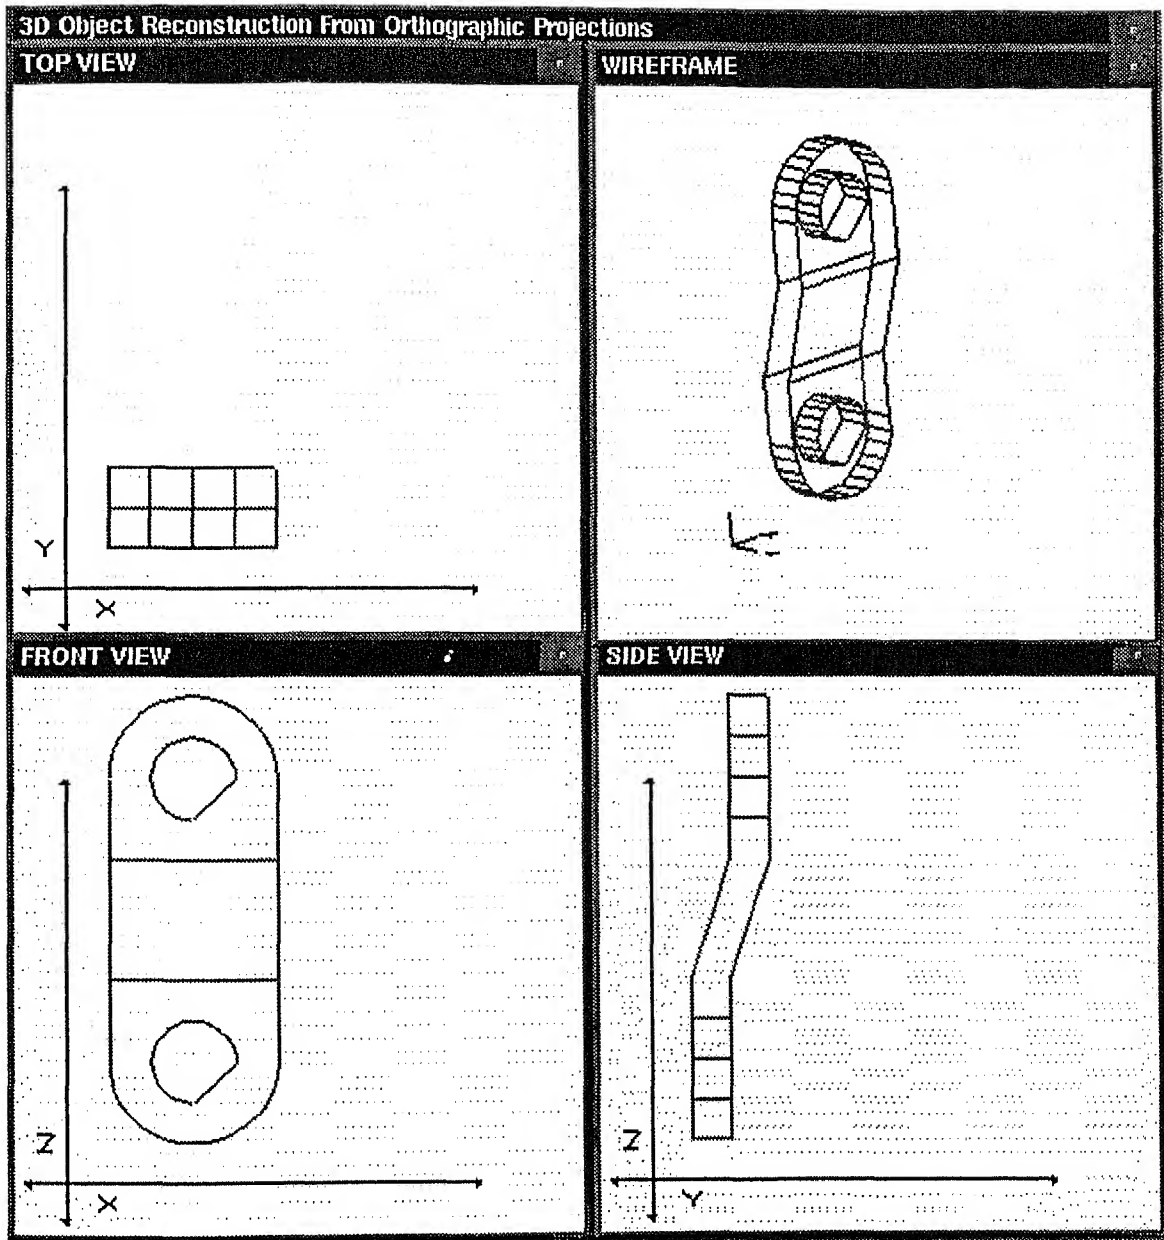 3D Object Reconstruction From Orthographic Projections
TOP VIEW
WIREFRAME
Y
X
FRONT VIEW
SIDE VIEW
Z
X
Z
Y